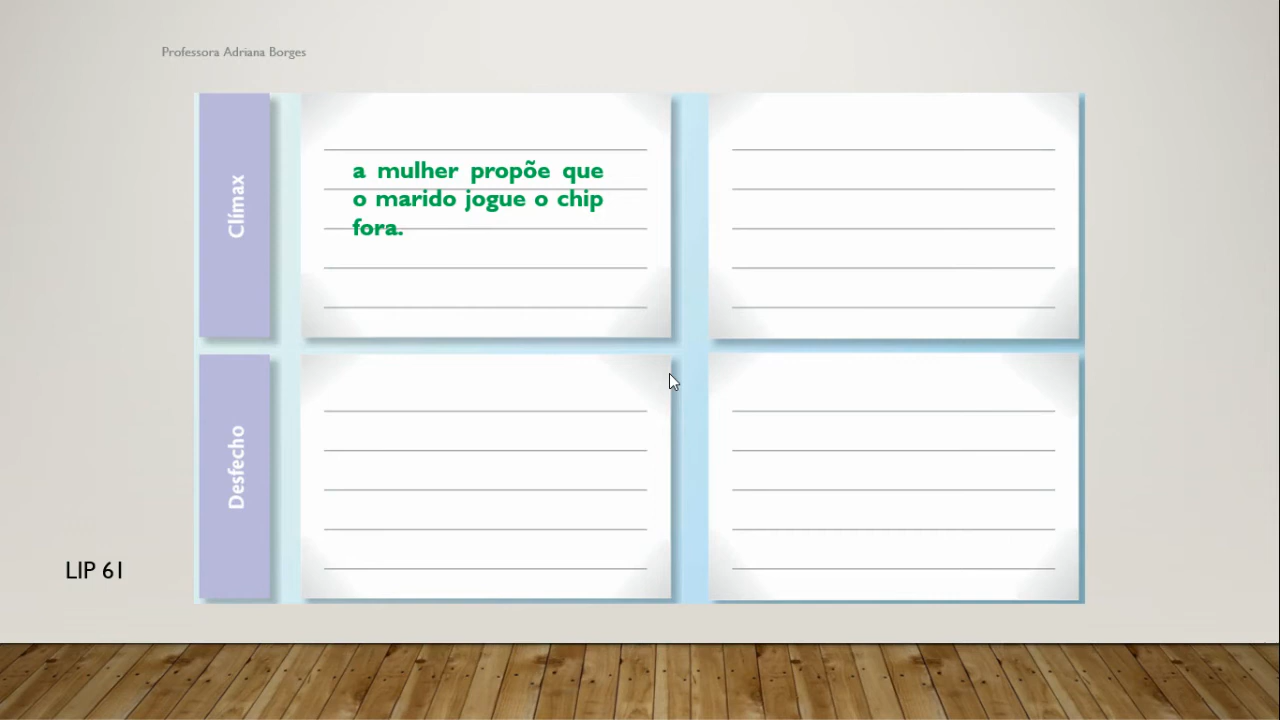 Professora Adriana Borges
Clímax
a mulher propõe que
o marido jogue o chip
fora.
Desfecho
LIP 61